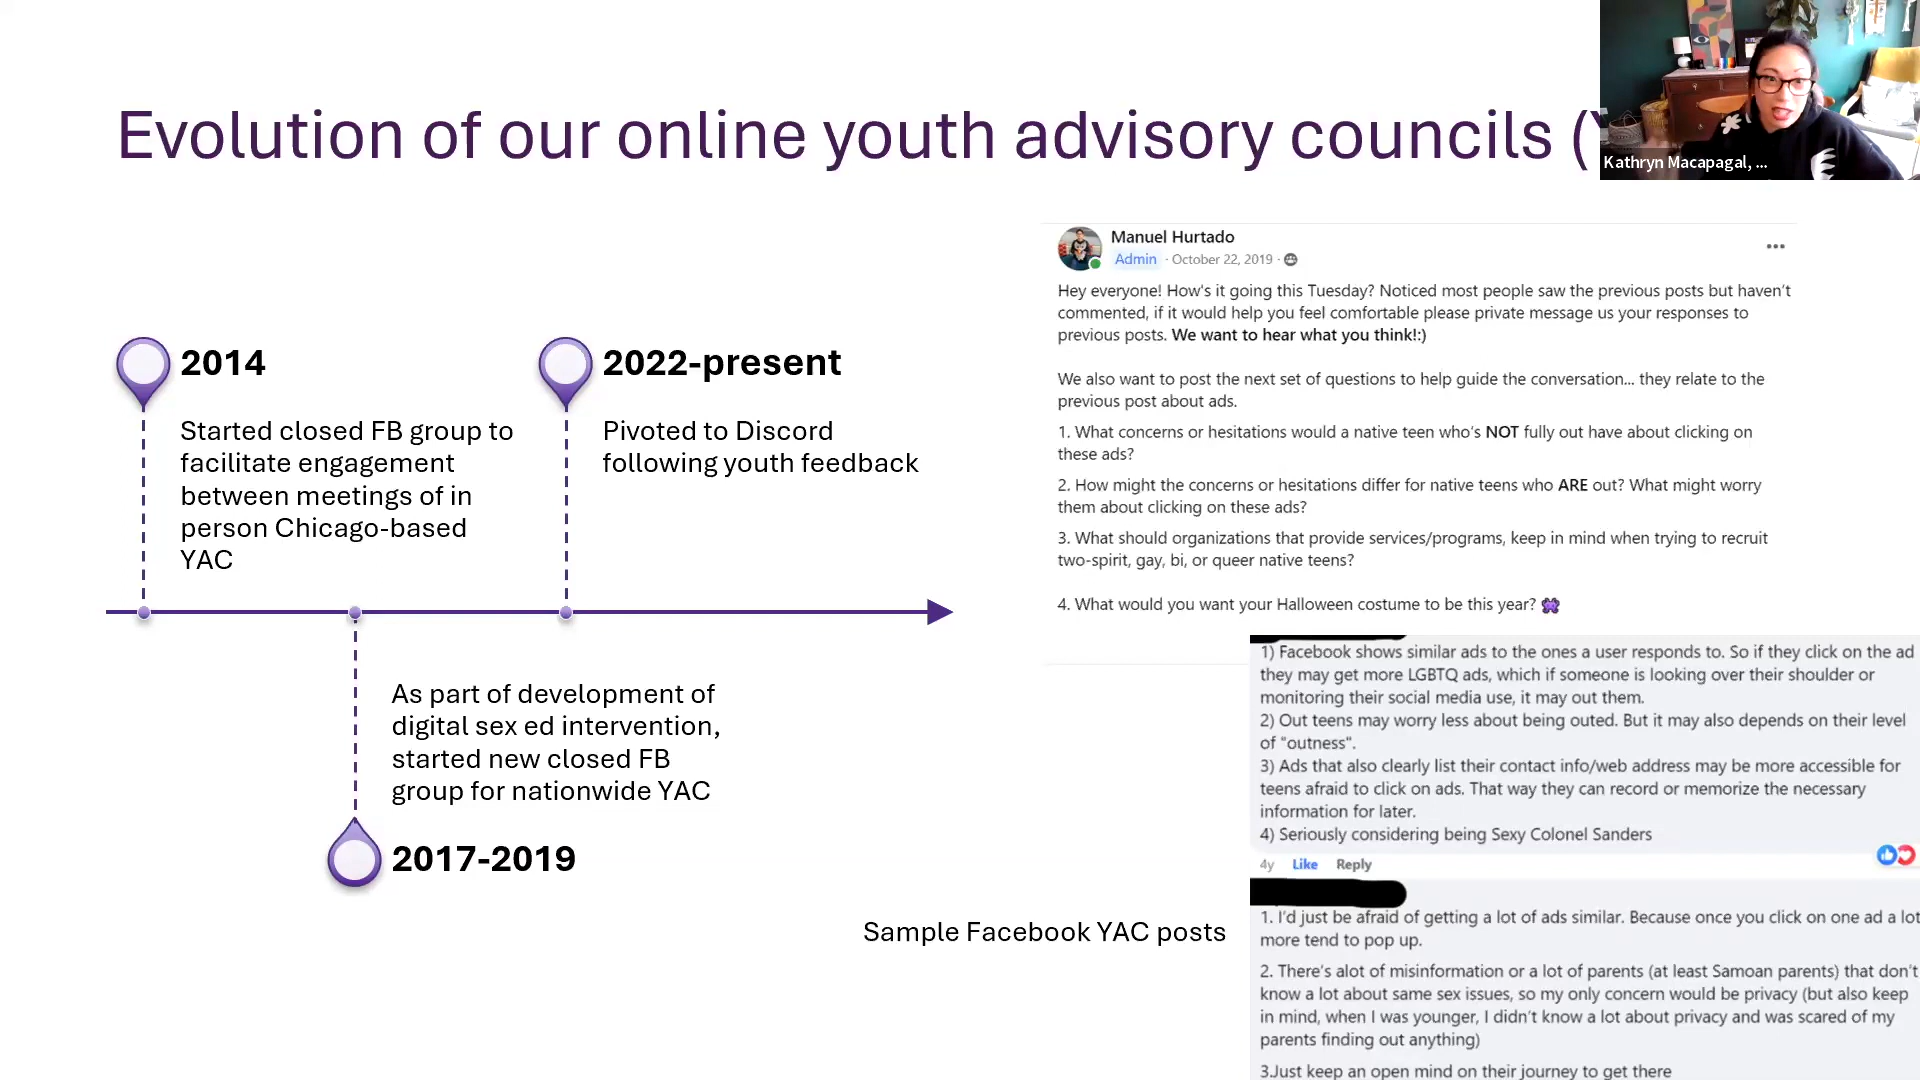 Evolution of our online youth advisory councils (
Kathryn Macapagal, ...
2014
Started closed FB group to
facilitate engagement
between meetings of in
person Chicago-based
YAC
2022-present
Pivoted to Discord
following youth feedback
As part of development of
digital sex ed intervention,
started new closed FB
group for nationwide YAC
2017-2019
Manuel Hurtado
Admin · October 22, 2019 ·
Hey everyone! How's it going this Tuesday? Noticed most people saw the previous posts but haven't
commented, if it would help you feel comfortable please private message us your responses to
previous posts. We want to hear what you think!:)
We also want to post the next set of questions to help guide the conversation... they relate to the
previous post about ads.
1. What concerns or hesitations would a native teen who's NOT fully out have about clicking on
these ads?
2. How might the concerns or hesitations differ for native teens who ARE out? What might worry
them about clicking on these ads?
3. What should organizations that provide services/programs, keep in mind when trying to recruit
two-spirit, gay, bi, or queer native teens?
4. What would you want your Halloween costume to be this year? 👾
1) Facebook shows similar ads to the ones a user responds to. So if they click on the ad
they may get more LGBTQ ads, which if someone is looking over their shoulder or
monitoring their social media use, it may out them.
2) Out teens may worry less about being outed. But it may also depends on their level
of "outness".
3) Ads that also clearly list their contact info/web address may be more accessible for
teens afraid to click on ads. That way they can record or memorize the necessary
information for later.
4) Seriously considering being Sexy Colonel Sanders
4y Like Reply
1. I'd just be afraid of getting a lot of ads similar. Because once you click on one ad a lot
more tend to pop up.
2. There's alot of misinformation or a lot of parents (at least Samoan parents) that don't
know a lot about same sex issues, so my only concern would be privacy (but also keep
in mind, when I was younger, I didn't know a lot about privacy and was scared of my
parents finding out anything)
3.Just keep an open mind on their journey to get there
Sample Facebook YAC posts